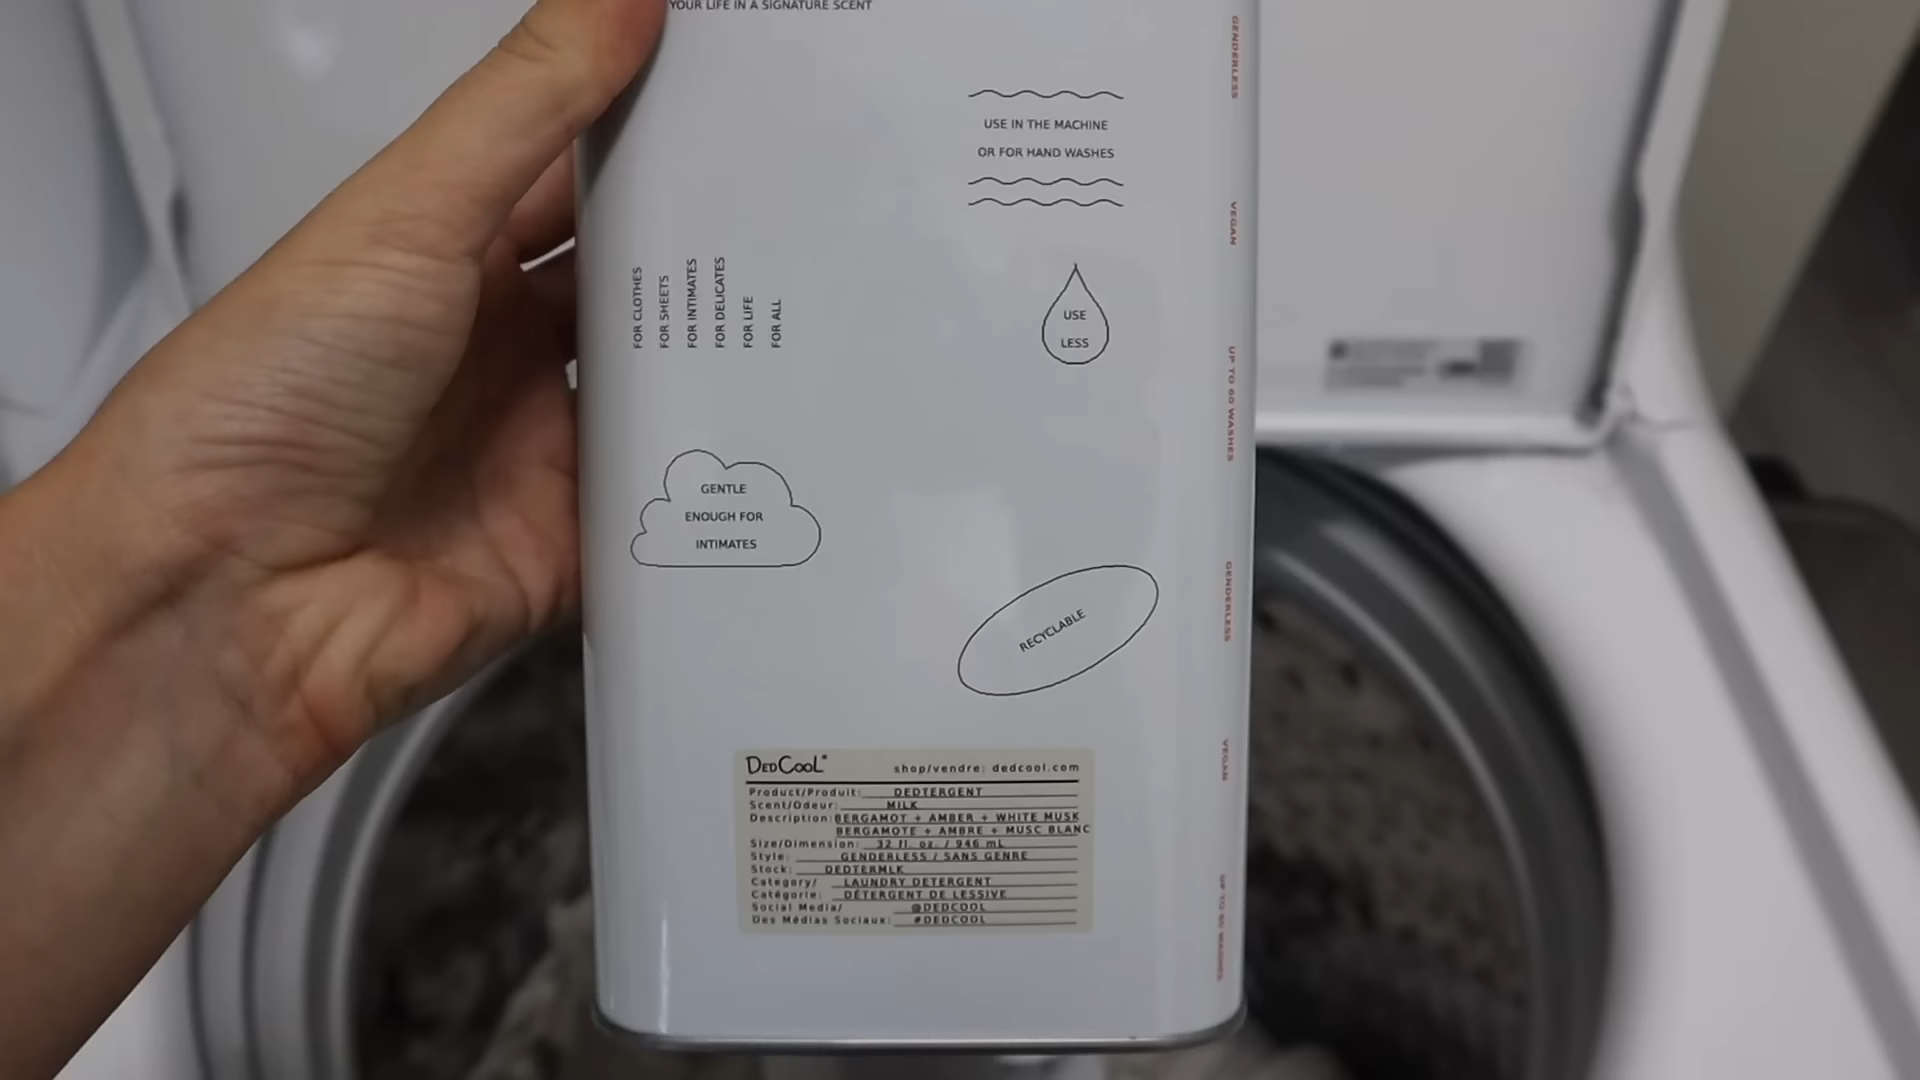 YOUR LIFE IN A SIGNATURE SCENT
USE IN THE MACHINE
OR FOR HAND WASHES
FOR CLOTHES
FOR SHEETS
FOR INTIMATES
FOR DELICATES
FOR LIFE
FOR ALL
USE
LESS
GENTLE
ENOUGH FOR
INTIMATES
RECYCLABLE
DEDCOOL®
shop/vendre: dedcool.com
Product/Produit: DEDTERGENT
Scent/Odeur: MILK
Description: BERGAMOT + AMBER + WHITE MUSK
BERGAMOTE + AMBRE + MUSC BLANC
Size/Dimension: 32 fl. oz. / 946 mL
Style: GENDERLESS / SANS GENRE
Stock: DEDTERMLK
Category/ LAUNDRY DETERGENT
Catégorie: DÉTERGENT DE LESSIVE
Social Media/ @DEDCOOL
Des Médias Sociaux: #DEDCOOL
GENDERLESS
VEGAN
UP TO 60 WASHES
GENDERLESS
VEGAN
UP TO 60 WASHES